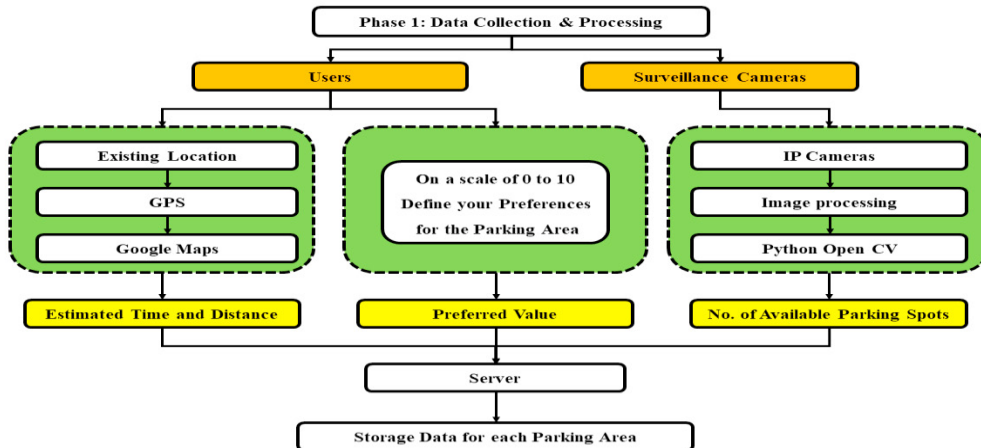 Phase 1: Data Collection & Processing
Users
Surveillance Cameras
Existing Location
GPS
Google Maps
On a scale of 0 to 10
Define your Preferences
for the Parking Area
IP Cameras
Image processing
Python Open CV
Estimated Time and Distance
Preferred Value
No. of Available Parking Spots
Server
Storage Data for each Parking Area